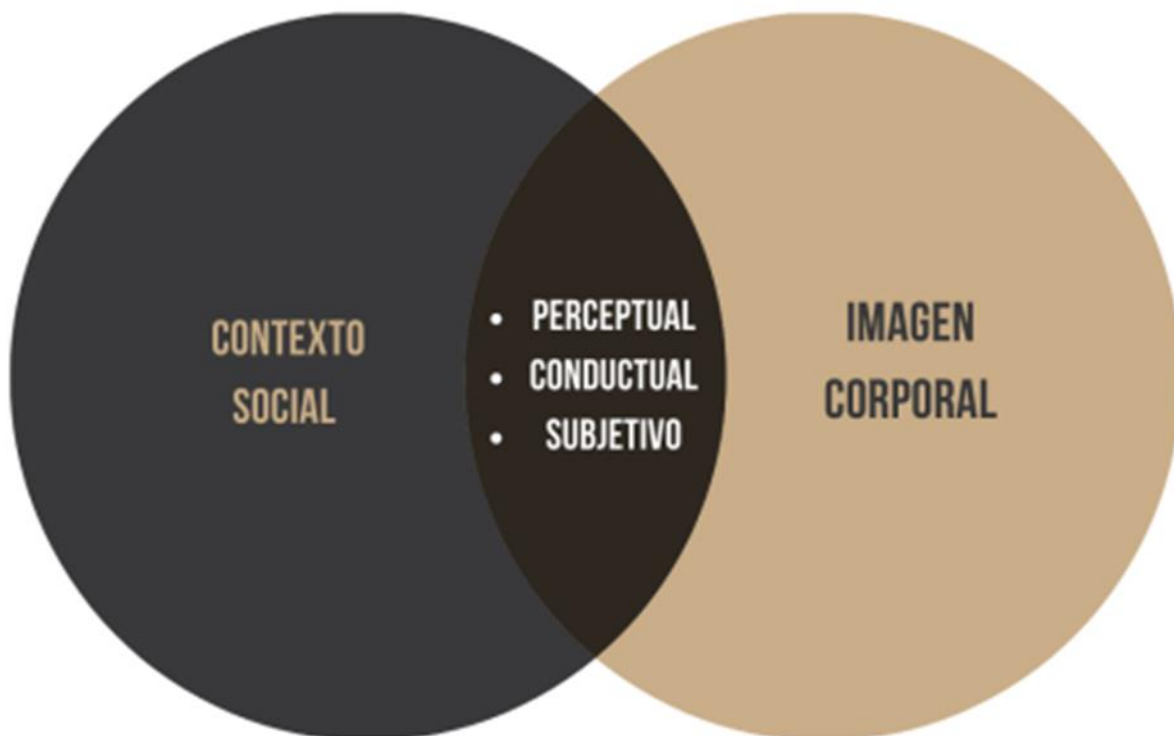 CONTEXTO
SOCIAL
• PERCEPTUAL
• CONDUCTUAL
• SUBJETIVO
IMAGEN
CORPORAL